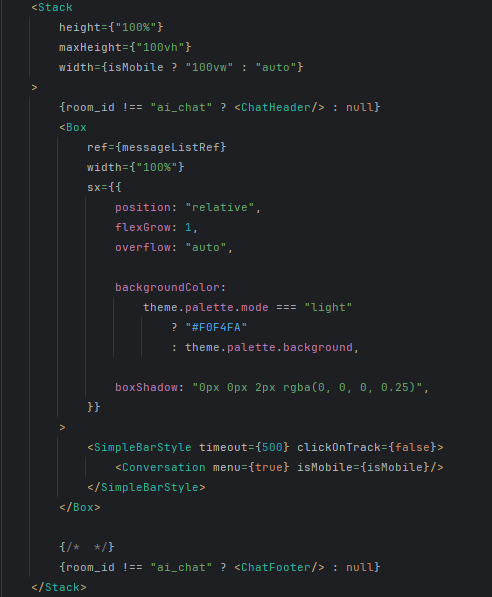 <Stack
height={"100%"}
maxHeight={"100vh"}
width={isMobile ? "100vw" : "auto"}
>
{room_id !== "ai_chat" ? <ChatHeader/> : null}
<Box
ref={messageListRef}
width={"100%"}
sx={{
position: "relative",
flexGrow: 1,
overflow: "auto",
backgroundColor:
theme.palette.mode === "light"
? "#F0F4FA"
: theme.palette.background,
boxShadow: "0px 0px 2px rgba(0, 0, 0, 0.25)",
}}
>
<SimpleBarStyle timeout={500} clickOnTrack={false}>
<Conversation menu={true} isMobile={isMobile}/>
</SimpleBarStyle>
</Box>
{/*  */}
{room_id !== "ai_chat" ? <ChatFooter/> : null}
</Stack>